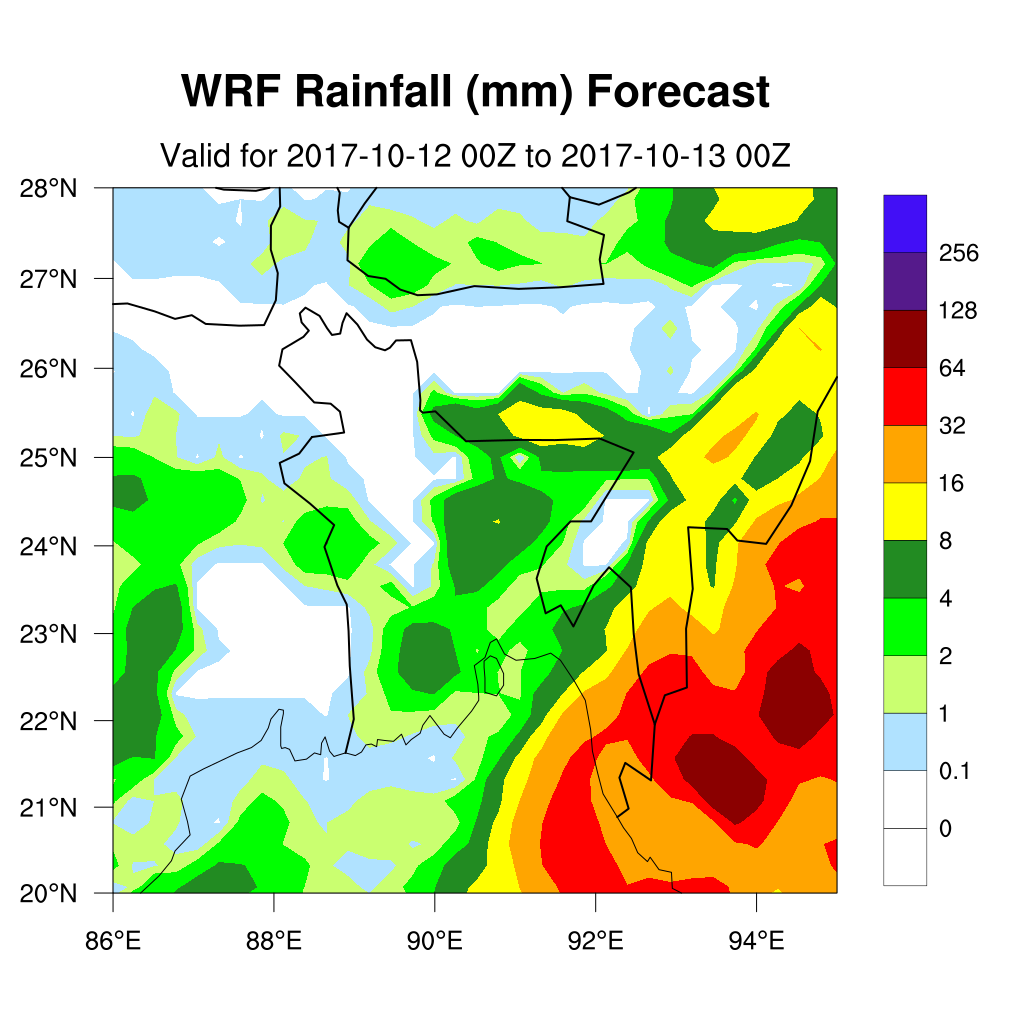 WRF Rainfall (mm) Forecast
Valid for 2017-10-12 00Z to 2017-10-13 00Z
28°N
27°N
26°N
25°N
24°N
23°N
22°N
21°N
20°N
86°E
88°E
90°E
92°E
94°E
256
128
64
32
16
8
4
2
1
0.1
0